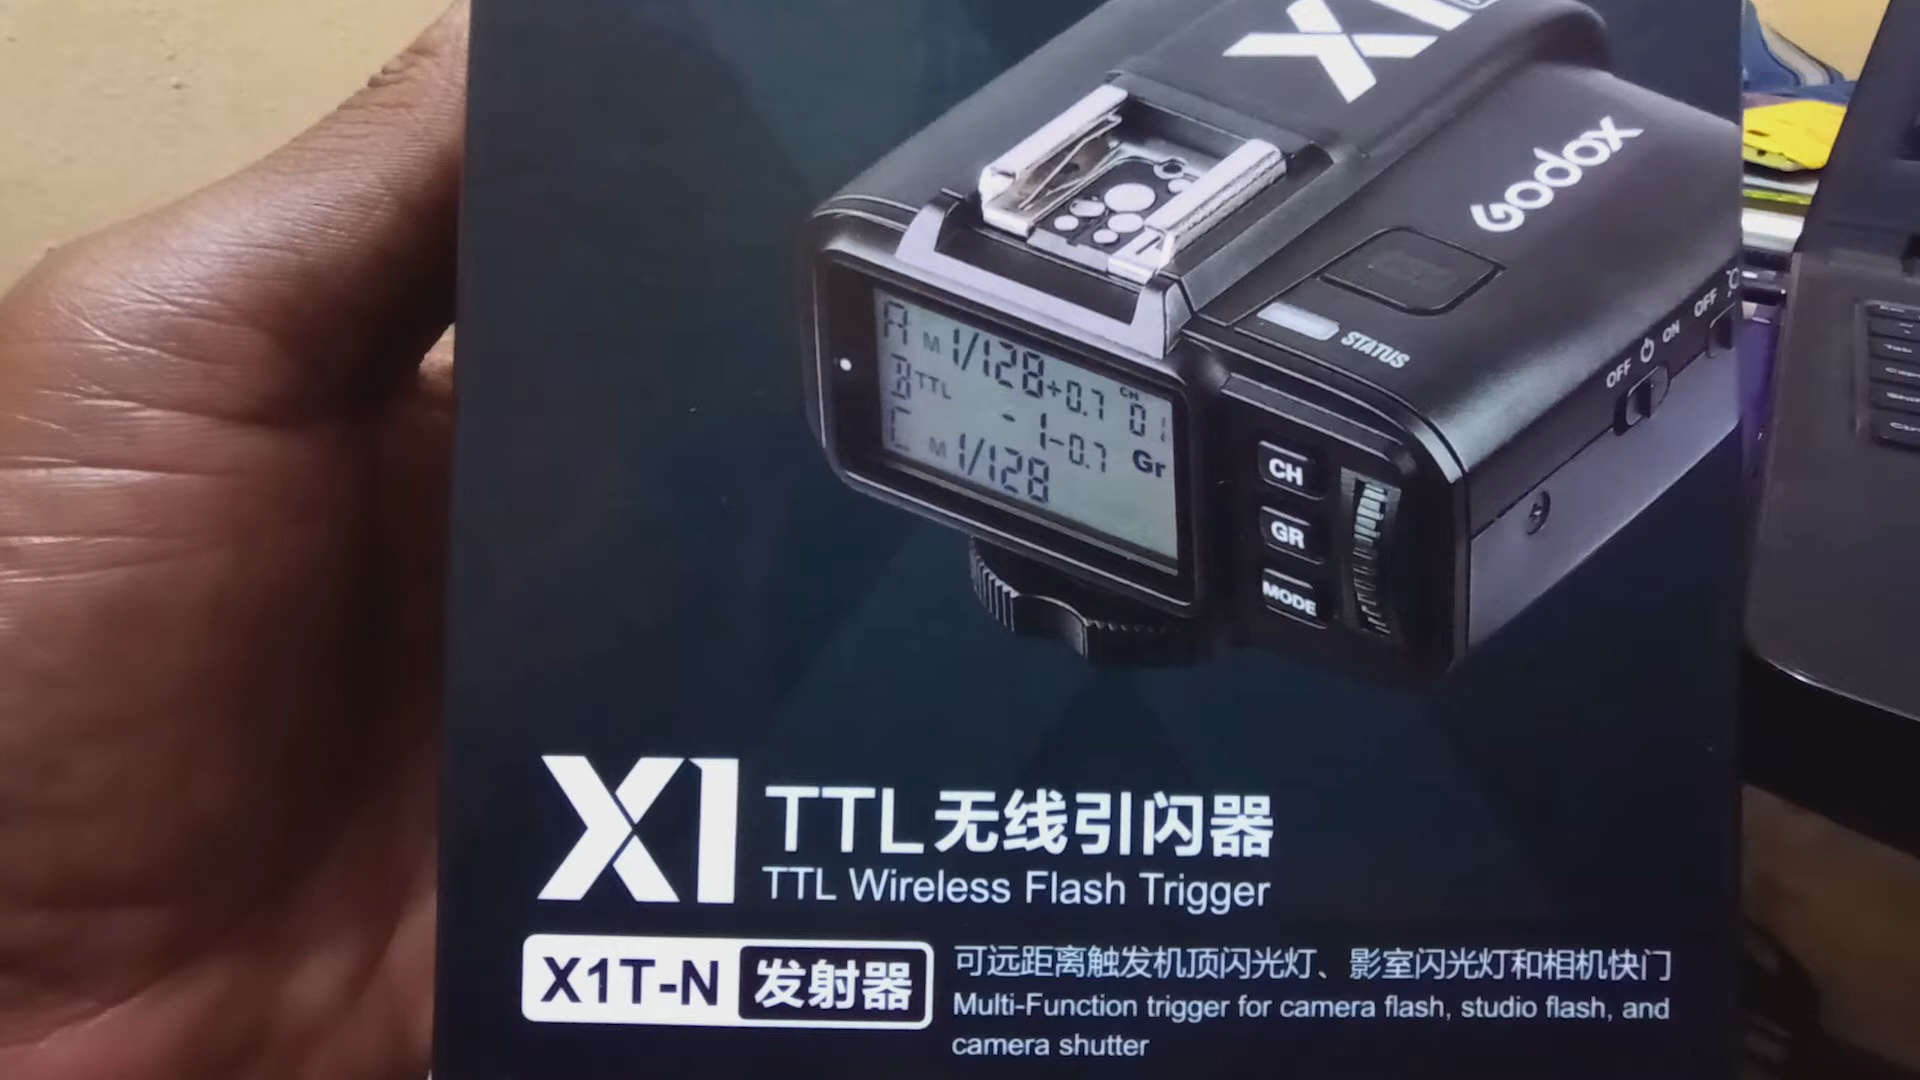 X1
Godox
STATUS
OFF ON
OFF
A M 1/128+0.7 CH
B TTL -1-0.7 01
C M 1/128 Gr
CH
GR
MODE
X1 TTL无线引闪器
TTL Wireless Flash Trigger
X1T-N 发射器
可远距离触发机顶闪光灯、影室闪光灯和相机快门
Multi-Function trigger for camera flash, studio flash, and
camera shutter